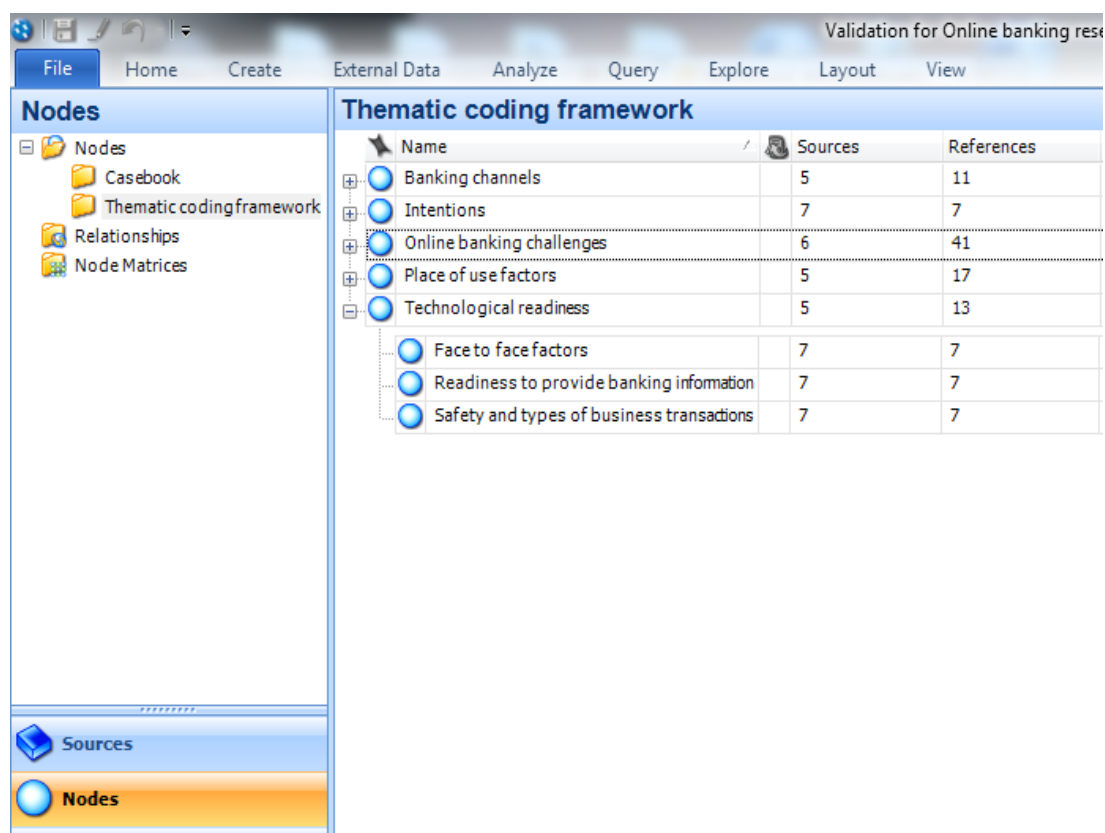 Validation for Online banking rese
File Home Create External Data Analyze Query Explore Layout View
Nodes
Nodes
Casebook
Thematic coding framework
Relationships
Node Matrices
Sources
Nodes
Thematic coding framework
Name Sources References
Banking channels 5 11
Intentions 7 7
Online banking challenges 6 41
Place of use factors 5 17
Technological readiness 5 13
Face to face factors 7 7
Readiness to provide banking information 7 7
Safety and types of business transactions 7 7